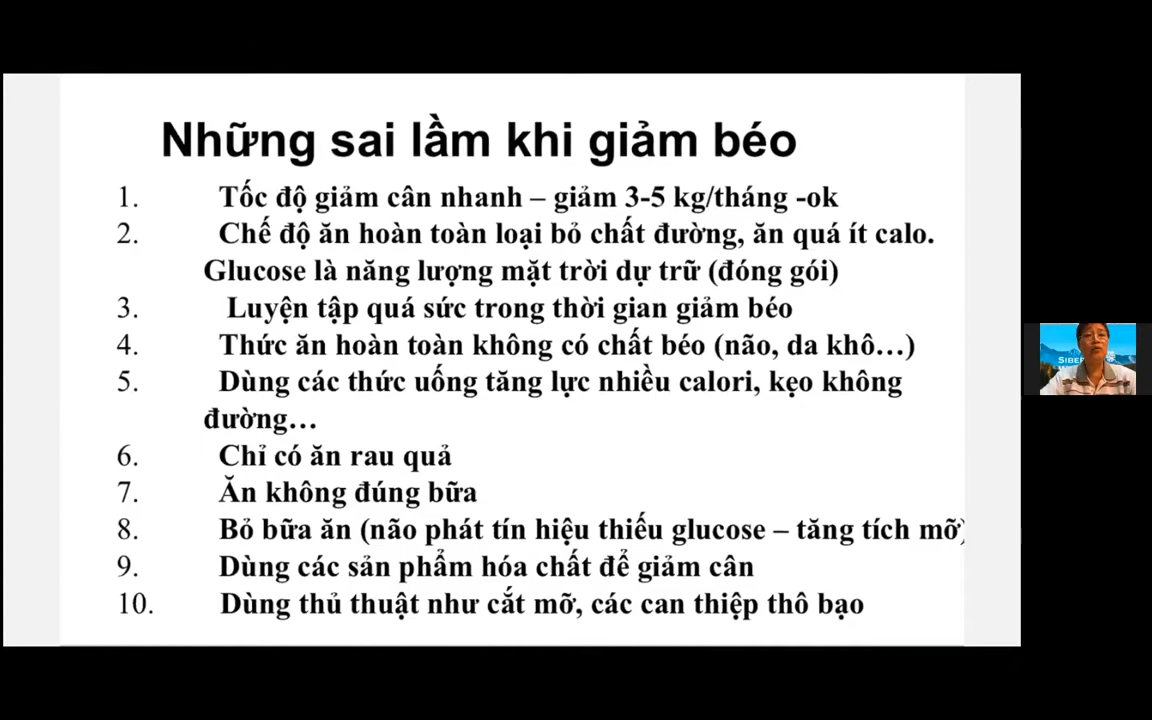 Những sai lầm khi giảm béo
1. Tốc độ giảm cân nhanh – giảm 3-5 kg/tháng -ok
2. Chế độ ăn hoàn toàn loại bỏ chất đường, ăn quá ít calo.
Glucose là năng lượng mặt trời dự trữ (đóng gói)
3. Luyện tập quá sức trong thời gian giảm béo
4. Thức ăn hoàn toàn không có chất béo (não, da khô…)
5. Dùng các thức uống tăng lực nhiều calori, kẹo không
đường…
6. Chỉ có ăn rau quả
7. Ăn không đúng bữa
8. Bỏ bữa ăn (não phát tín hiệu thiếu glucose – tăng tích mỡ)
9. Dùng các sản phẩm hóa chất để giảm cân
10. Dùng thủ thuật như cắt mỡ, các can thiệp thô bạo